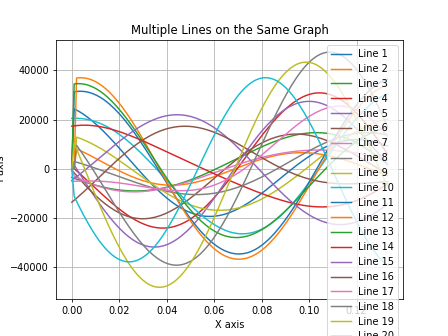 Multiple Lines on the Same Graph
40000
20000
0
−20000
−40000
0.00
0.02
0.04
0.06
0.08
0.10
X axis
Line 1
Line 2
Line 3
Line 4
Line 5
Line 6
Line 7
Line 8
Line 9
Line 10
Line 11
Line 12
Line 13
Line 14
Line 15
Line 16
Line 17
Line 18
Line 19
Line 20